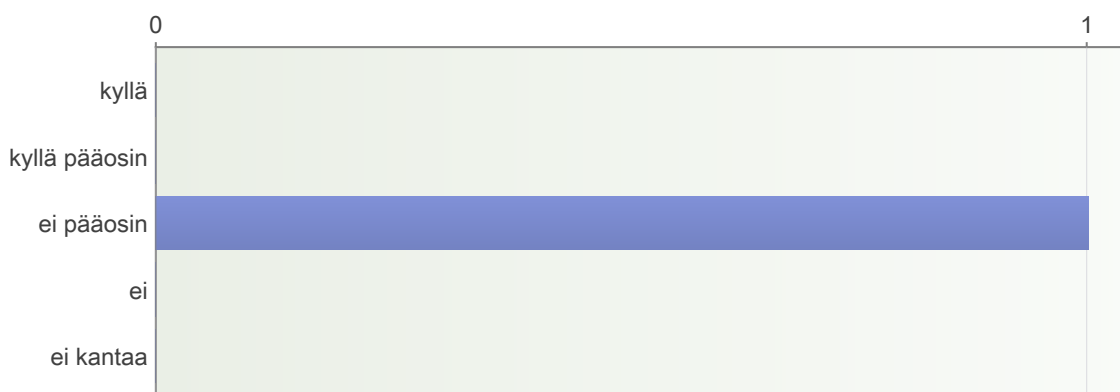 0 1
kyllä
kyllä pääosin
ei pääosin
ei
ei kantaa